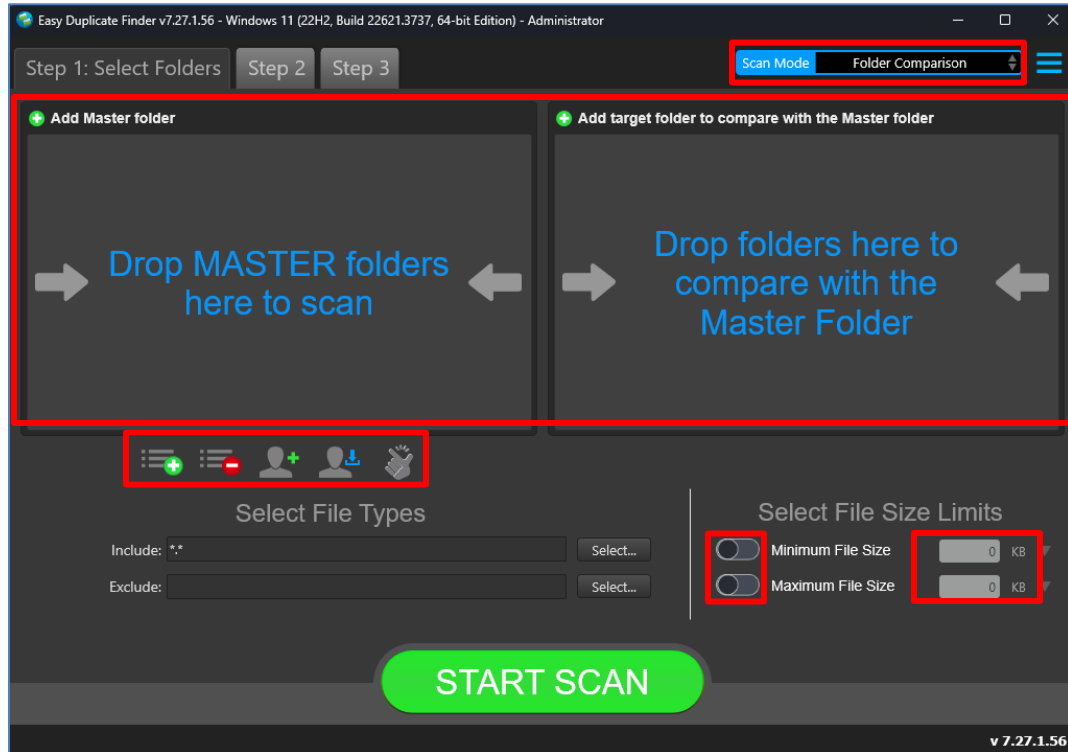 Easy Duplicate Finder v7.27.1.56 - Windows 11 (22H2, Build 22621.3737, 64-bit Edition) - Administrator
Step 1: Select Folders
Step 2
Step 3
Scan Mode
Folder Comparison
Add Master folder
Add target folder to compare with the Master folder
Drop MASTER folders
here to scan
Drop folders here to
compare with the
Master Folder
Select File Types
Include: *.*
Select...
Exclude:
Select...
Select File Size Limits
Minimum File Size
0 KB
Maximum File Size
0 KB
START SCAN
v 7.27.1.56